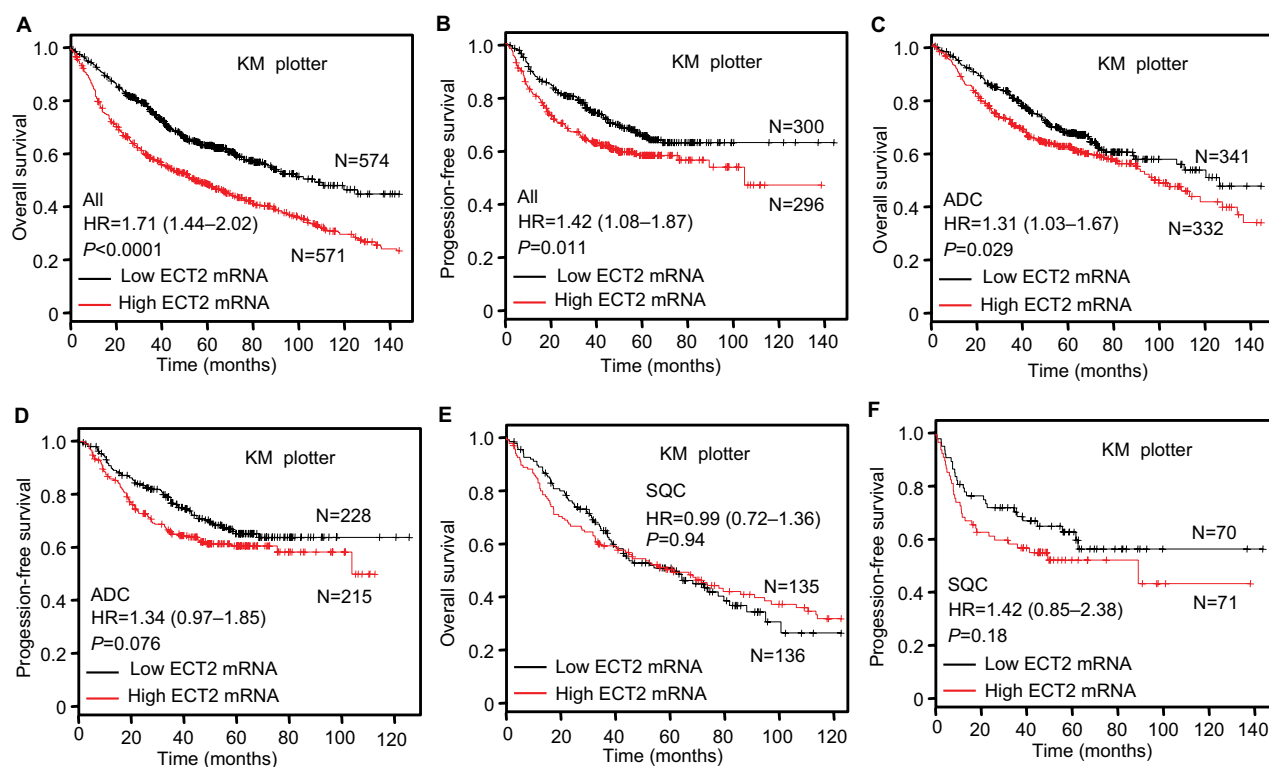 A
KM plotter
Overall survival
1.0
0.8
0.6
0.4
0.2
0
N=574
All
HR=1.71 (1.44–2.02)
P<0.0001
N=571
Low ECT2 mRNA
High ECT2 mRNA
0 20 40 60 80 100 120 140
Time (months)
B
KM plotter
Progession-free survival
1.0
0.8
0.6
0.4
0.2
0
N=300
All
HR=1.42 (1.08–1.87)
N=296
P=0.011
Low ECT2 mRNA
High ECT2 mRNA
0 20 40 60 80 100 120 140
Time (months)
C
KM plotter
Overall survival
1.0
0.8
0.6
0.4
0.2
0
N=341
ADC
HR=1.31 (1.03–1.67)
N=332
P=0.029
Low ECT2 mRNA
High ECT2 mRNA
0 20 40 60 80 100 120 140
Time (months)
D
KM plotter
Progession-free survival
1.0
0.8
0.6
0.4
0.2
0
N=228
ADC
N=215
HR=1.34 (0.97–1.85)
P=0.076
Low ECT2 mRNA
High ECT2 mRNA
0 20 40 60 80 100 120
Time (months)
E
KM plotter
Overall survival
1.0
0.8
0.6
0.4
0.2
0
SQC
HR=0.99 (0.72–1.36)
P=0.94
N=135
N=136
Low ECT2 mRNA
High ECT2 mRNA
0 20 40 60 80 100 120
Time (months)
F
KM plotter
Progession-free survival
1.0
0.8
0.6
0.4
0.2
0
N=70
SQC
N=71
HR=1.42 (0.85–2.38)
P=0.18
Low ECT2 mRNA
High ECT2 mRNA
0 20 40 60 80 100 120 140
Time (months)